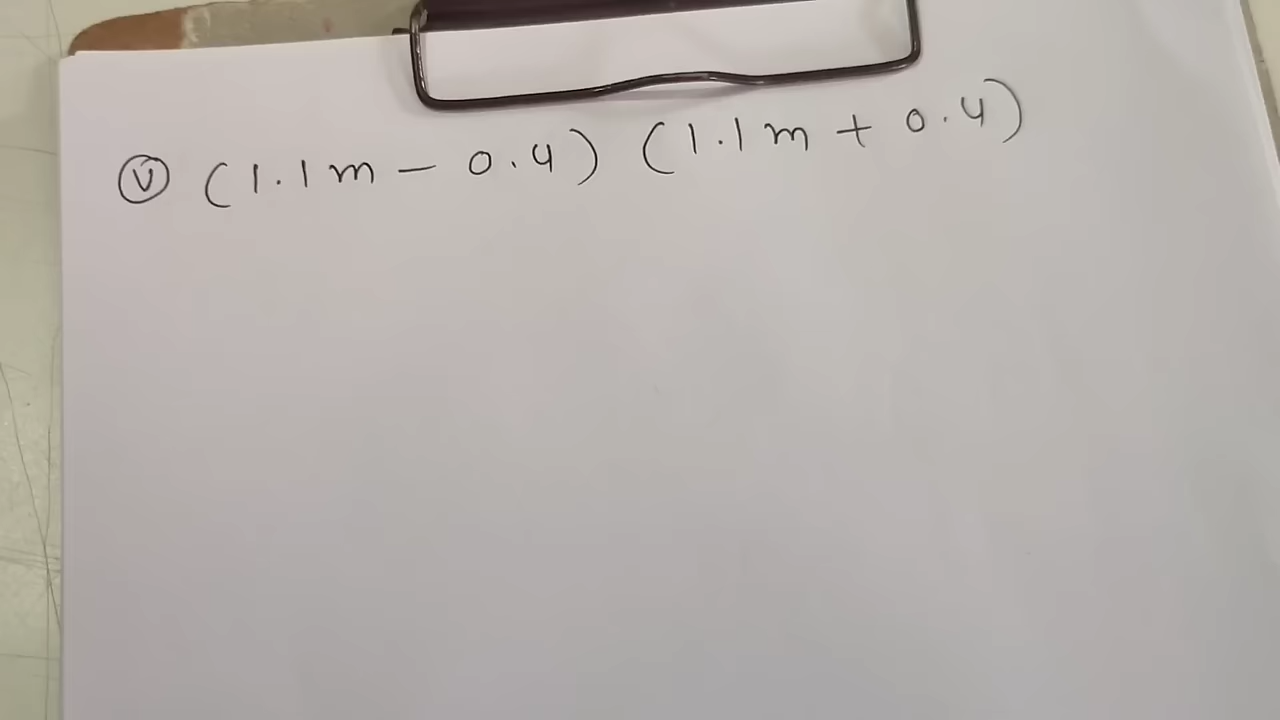 (v) (1.1m - 0.4) (1.1m + 0.4)